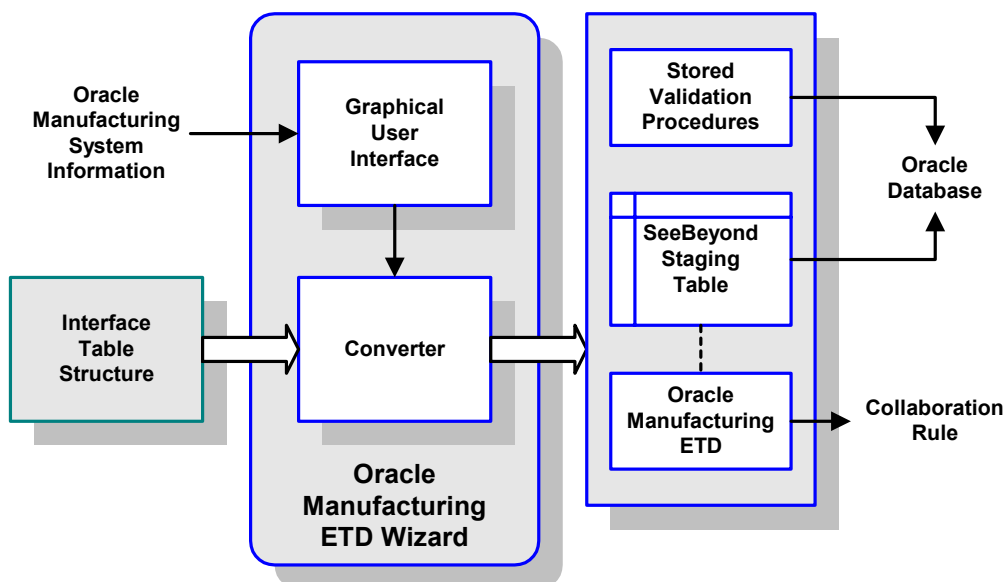 Oracle
Manufacturing
System
Information
Graphical
User
Interface
Stored
Validation
Procedures
Oracle
Database
SeeBeyond
Staging
Table
Interface
Table
Structure
Converter
Oracle
Manufacturing
ETD
Collaboration
Rule
Oracle
Manufacturing
ETD Wizard